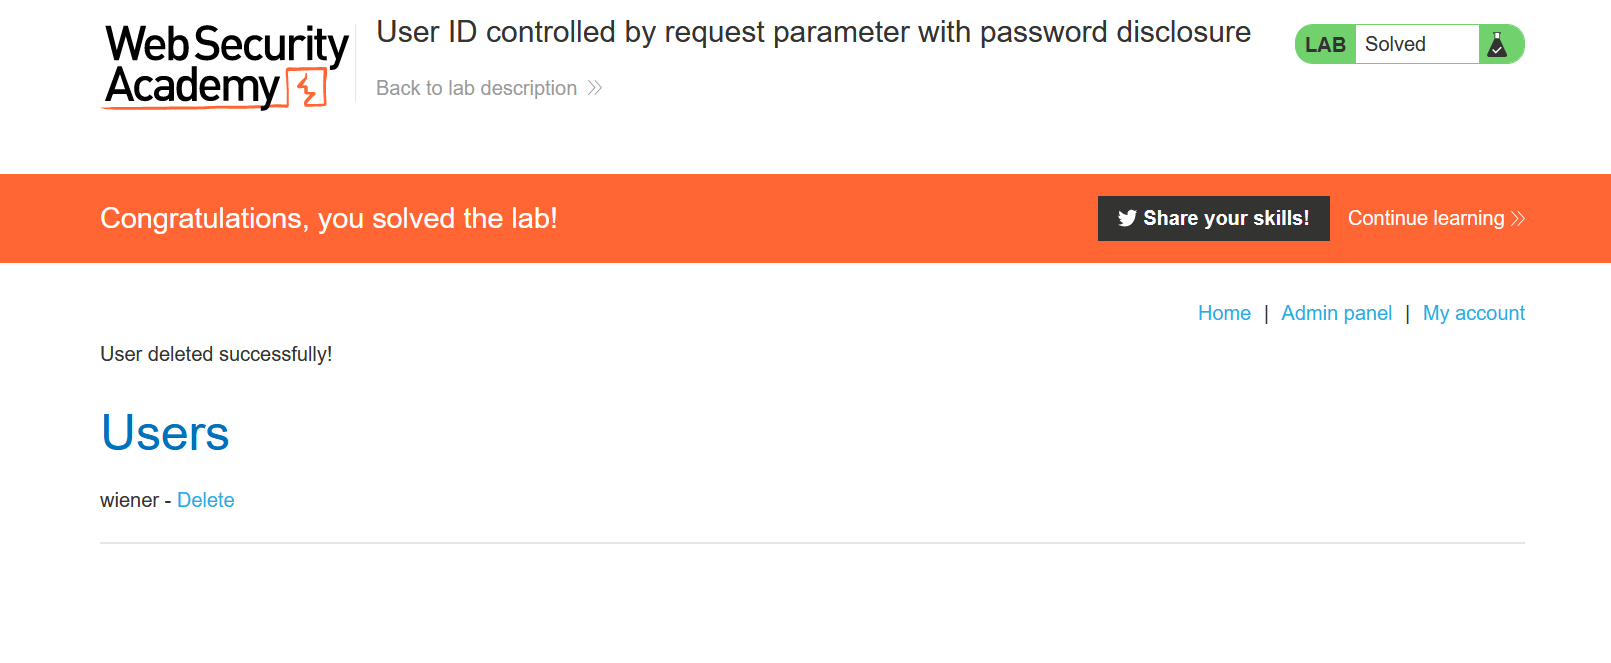 Web Security
Academy
User ID controlled by request parameter with password disclosure
Back to lab description
LAB Solved
Congratulations, you solved the lab!
Share your skills!
Continue learning
Home | Admin panel | My account
User deleted successfully!
Users
wiener - Delete